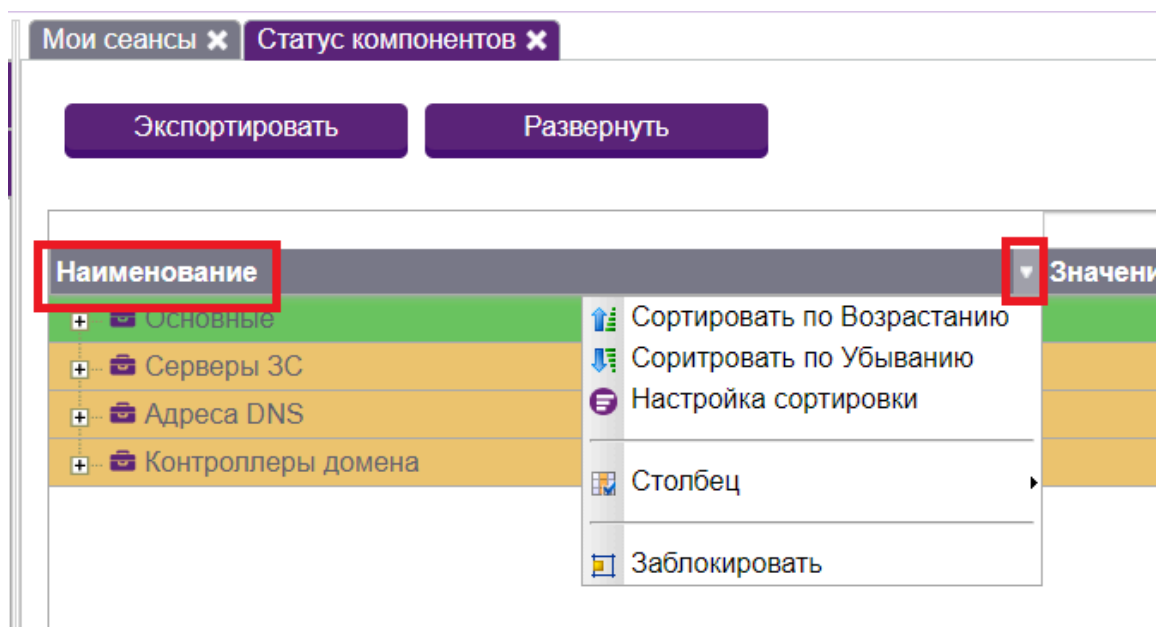 Мои сеансы Статус компонентов
Экспортировать Развернуть
Наименование Значени
Основные
Серверы ЗС
Адреса DNS
Контроллеры домена
Сортировать по Возрастанию
Соритровать по Убыванию
Настройка сортировки
Столбец
Заблокировать